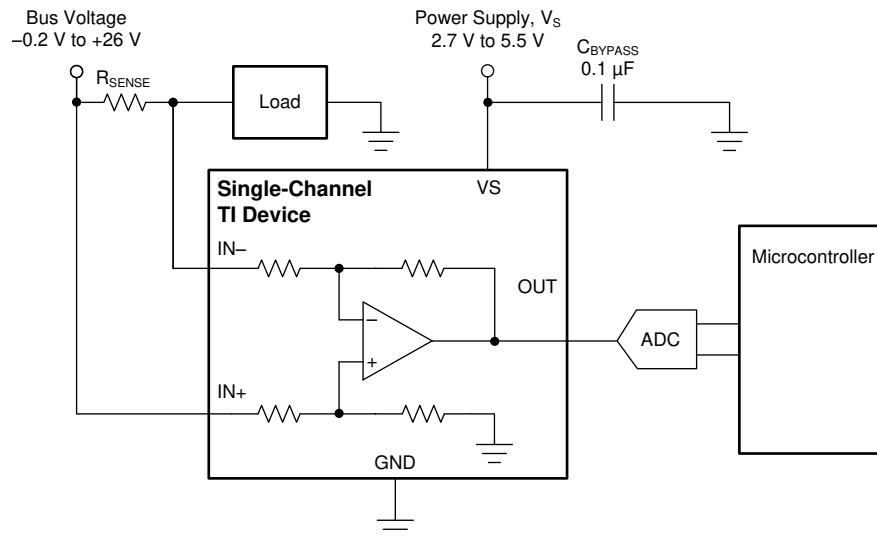 Bus Voltage
–0.2 V to +26 V
RSENSE
Load
Power Supply, VS
2.7 V to 5.5 V
CBYPASS
0.1 µF
Single-Channel
TI Device
VS
IN–
OUT
–
+
IN+
GND
ADC
Microcontroller